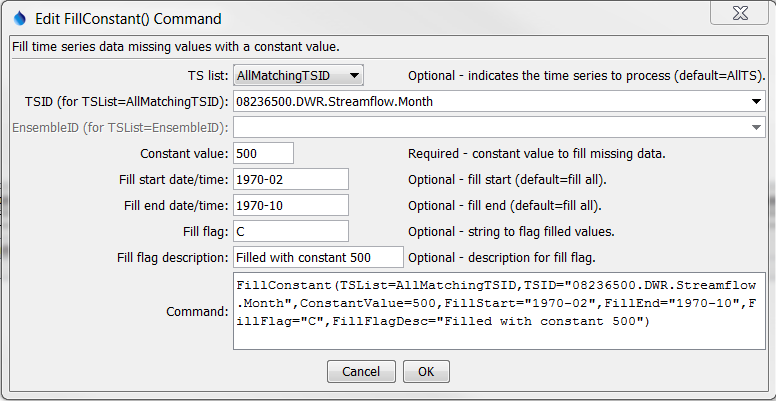 Edit FillConstant() Command
Fill time series data missing values with a constant value.
TS list: AllMatchingTSID Optional - indicates the time series to process (default=AllTS).
TSID (for TSList=AllMatchingTSID): 08236500.DWR.Streamflow.Month
EnsembleID (for TSList=EnsembleID):
Constant value: 500 Required - constant value to fill missing data.
Fill start date/time: 1970-02 Optional - fill start (default=fill all).
Fill end date/time: 1970-10 Optional - fill end (default=fill all).
Fill flag: C Optional - string to flag filled values.
Fill flag description: Filled with constant 500 Optional - description for fill flag.
Command: FillConstant(TSList=AllMatchingTSID,TSID="08236500.DWR.Streamflow
.Month",ConstantValue=500,FillStart="1970-02",FillEnd="1970-10",F
illFlag="C",FillFlagDesc="Filled with constant 500")
Cancel OK